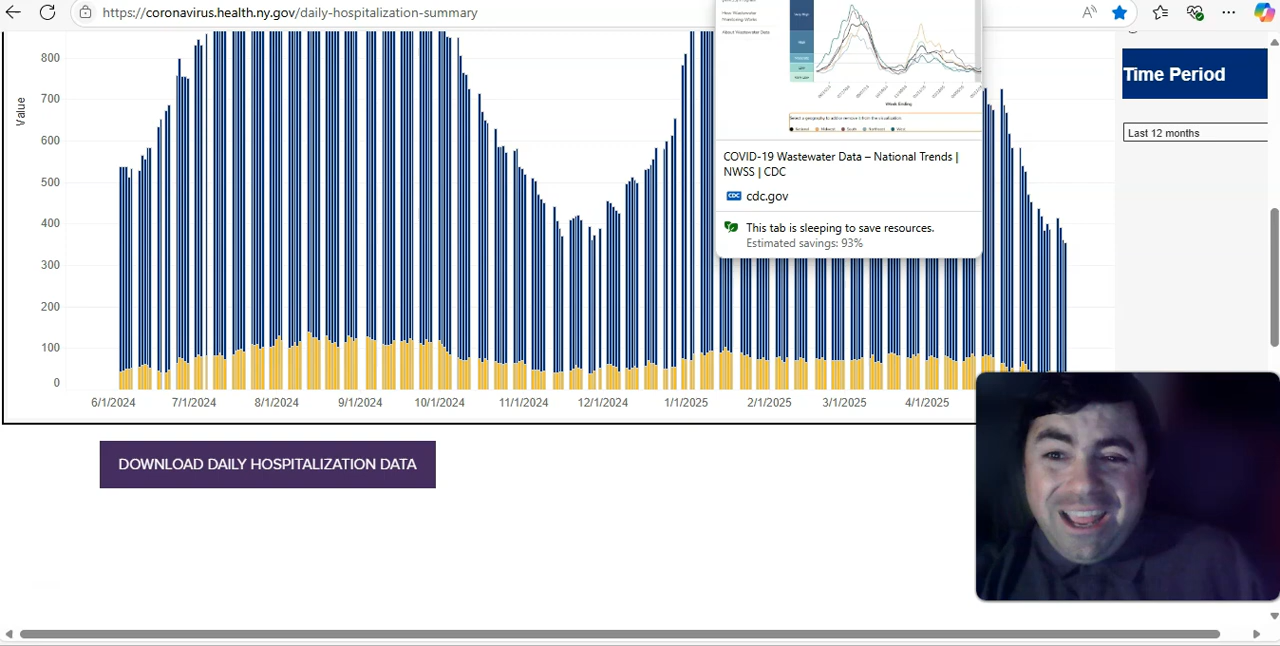 https://coronavirus.health.ny.gov/daily-hospitalization-summary
Time Period
Last 12 months
Value
800
700
600
500
400
300
200
100
0
6/1/2024 7/1/2024 8/1/2024 9/1/2024 10/1/2024 11/1/2024 12/1/2024 1/1/2025 2/1/2025 3/1/2025 4/1/2025
About Wastewater Data
Week Ending
COVID-19 Wastewater Data – National Trends |
NWSS | CDC
CDC cdc.gov
This tab is sleeping to save resources.
Estimated savings: 93%
DOWNLOAD DAILY HOSPITALIZATION DATA